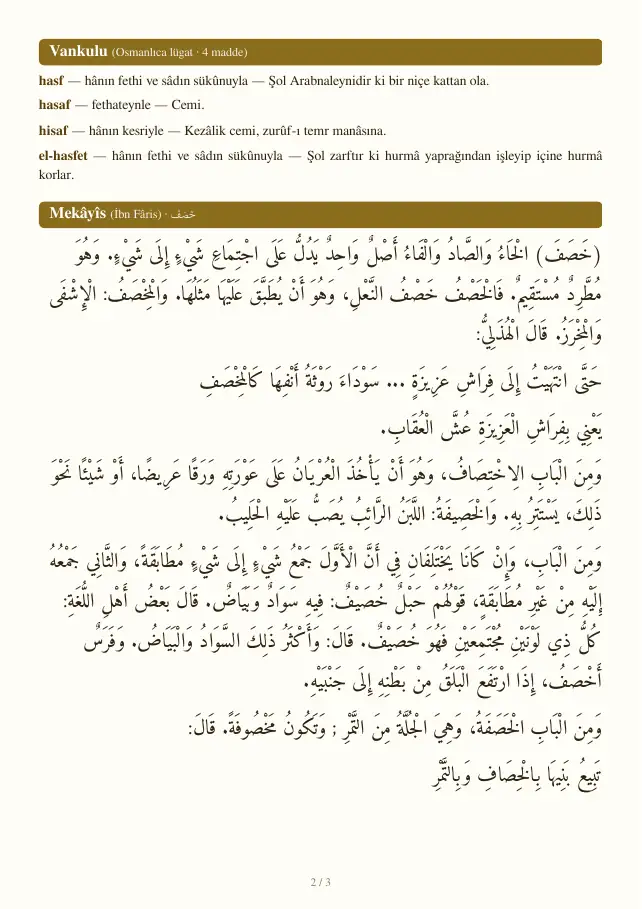 Vankulu (Osmanlıca lügat · 4 madde)
hasf — hânın fethi ve sâdın sükûnuyla — Şol Arabnaleynidir ki bir niçe kattan ola.
hasaf — fethateynle — Cemi.
hisaf — hânın kesriyle — Kezâlik cemi, zurûf-ı temr manâsına.
el-hasfet — hânın fethi ve sâdın sükûnuyla — Şol zarftır ki hurmâ yaprağından işleyip içine hurmâ
korlar.
Mekâyîs (İbn Fâris) · خَصَفَ
(خَصَفَ) الْخَاءُ وَالصَّادُ وَالْفَاءُ أَصْلٌ وَاحِدٌ يَدُلُّ عَلَى اجْتِمَاعِ شَيْءٍ إِلَى شَيْءٍ. وَهُوَ
مُطَّرِدٌ مُسْتَقِيمٌ. فَالْخَصْفُ خَصْفُ النَّعْلِ، وَهُوَ أَنْ يُطَبَّقَ عَلَيْهَا مَثَلُهَا. وَالْمِخْصَفُ: الْإِشْفَى
وَالْمِخْرَزُ. قَالَ الْهُذَلِيُّ:
حَتَّى انْتَهَيْتُ إِلَى فِرَاشِ عَزِيزَةٍ ... سَوْدَاءَ رَوْثَةُ أَنْفِهَا كَالْمِخْصَفِ
يَعْنِي بِفِرَاشِ الْعَزِيزَةِ عُشَّ الْعُقَابِ.
وَمِنَ الْبَابِ الِاخْتِصَافُ، وَهُوَ أَنْ يَأْخُذَ الْعُرْيَانُ عَلَى عَوْرَتِهِ وَرَقًا عَرِيضًا، أَوْ شَيْئًا نَحْوَ
ذَلِكَ، يَسْتَتِرُ بِهِ. وَالْخَصِيفَةُ: اللَّبَنُ الرَّائِبُ يُصَبُّ عَلَيْهِ الْحَلِيبُ.
وَمِنَ الْبَابِ، وَإِنْ كَانَا يَخْتَلِفَانِ فِي أَنَّ الْأَوَّلَ جَمْعُ شَيْءٍ إِلَى شَيْءٍ مُطَابَقَةً، وَالثَّانِي جَمْعُهُ
إِلَيْهِ مِنْ غَيْرِ مُطَابَقَةٍ، قَوْلُهُمْ حَبْلٌ خُصَيْفٌ: فِيهِ سَوَادٌ وَبَيَاضٌ. قَالَ بَعْضُ أَهْلِ اللُّغَةِ:
كُلُّ ذِي لَوْنَيْنِ مُجْتَمِعَيْنِ فَهُوَ خُصَيْفٌ. قَالَ: وَأَكْثَرُ ذَلِكَ السَّوَادُ وَالْبَيَاضُ. وَفَرَسٌ
أَخْصَفُ، إِذَا ارْتَفَعَ الْبَلَقُ مِنْ بَطْنِهِ إِلَى جَنْبَيْهِ.
وَمِنَ الْبَابِ الْخَصَفَةُ، وَهِيَ الْجُلَّةُ مِنَ التَّمْرِ ; وَتَكُونُ مَخْصُوفَةً. قَالَ:
تَبِيعُ بَنِيهَا بِالْخِصَافِ وَبِالتَّمْرِ
2 / 3